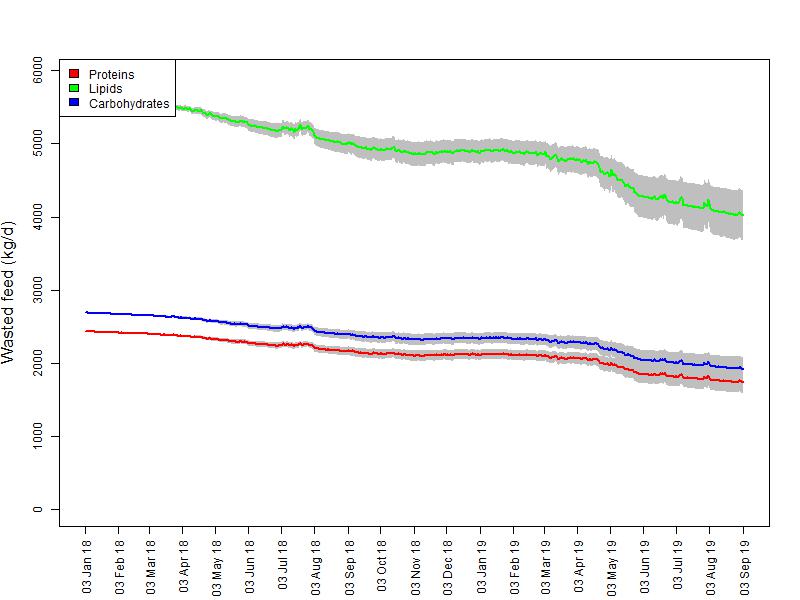 Proteins
Lipids
Carbohydrates
Wasted feed (kg/d)
6000
5000
4000
3000
2000
1000
0
03 Jan 18
03 Feb 18
03 Mar 18
03 Apr 18
03 May 18
03 Jun 18
03 Jul 18
03 Aug 18
03 Sep 18
03 Oct 18
03 Nov 18
03 Dec 18
03 Jan 19
03 Feb 19
03 Mar 19
03 Apr 19
03 May 19
03 Jun 19
03 Jul 19
03 Aug 19
03 Sep 19